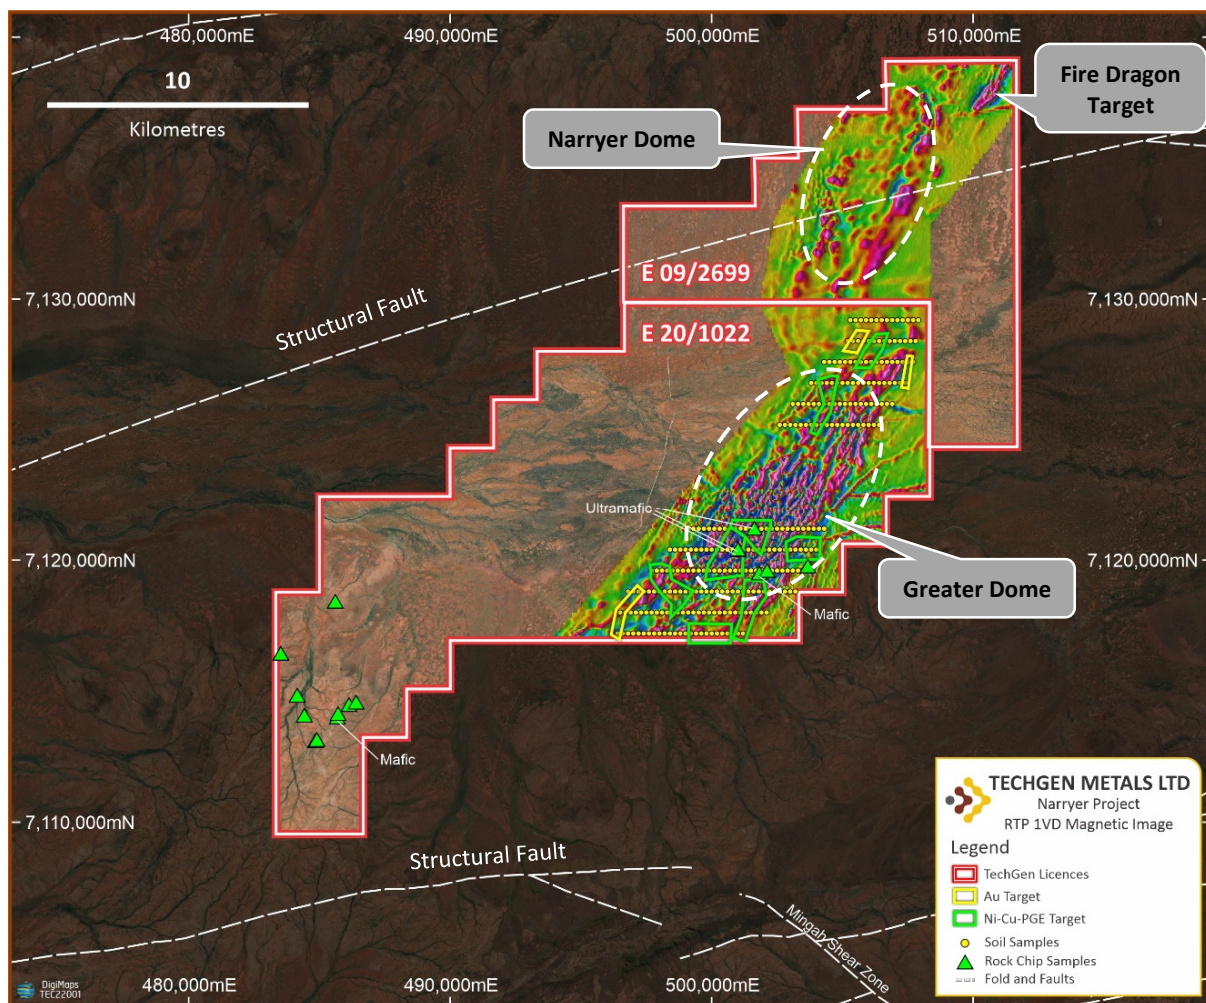 480,000mE
490,000mE
500,000mE
510,000mE
10
Kilometres
Fire Dragon
Target
Narryer Dome
E 09/2699
7,130,000mN
7,130,000mN
Structural Fault
E 20/1022
Ultramafic
7,120,000mN
7,120,000mN
Greater Dome
Mafic
Mafic
7,110,000mN
Structural Fault
Mingah Shear Zone
TECHGEN METALS LTD
Narryer Project
RTP 1VD Magnetic Image
Legend
TechGen Licences
Au Target
Ni-Cu-PGE Target
Soil Samples
Rock Chip Samples
Fold and Faults
DigiMaps
TEC22001
480,000mE
490,000mE
500,000mE